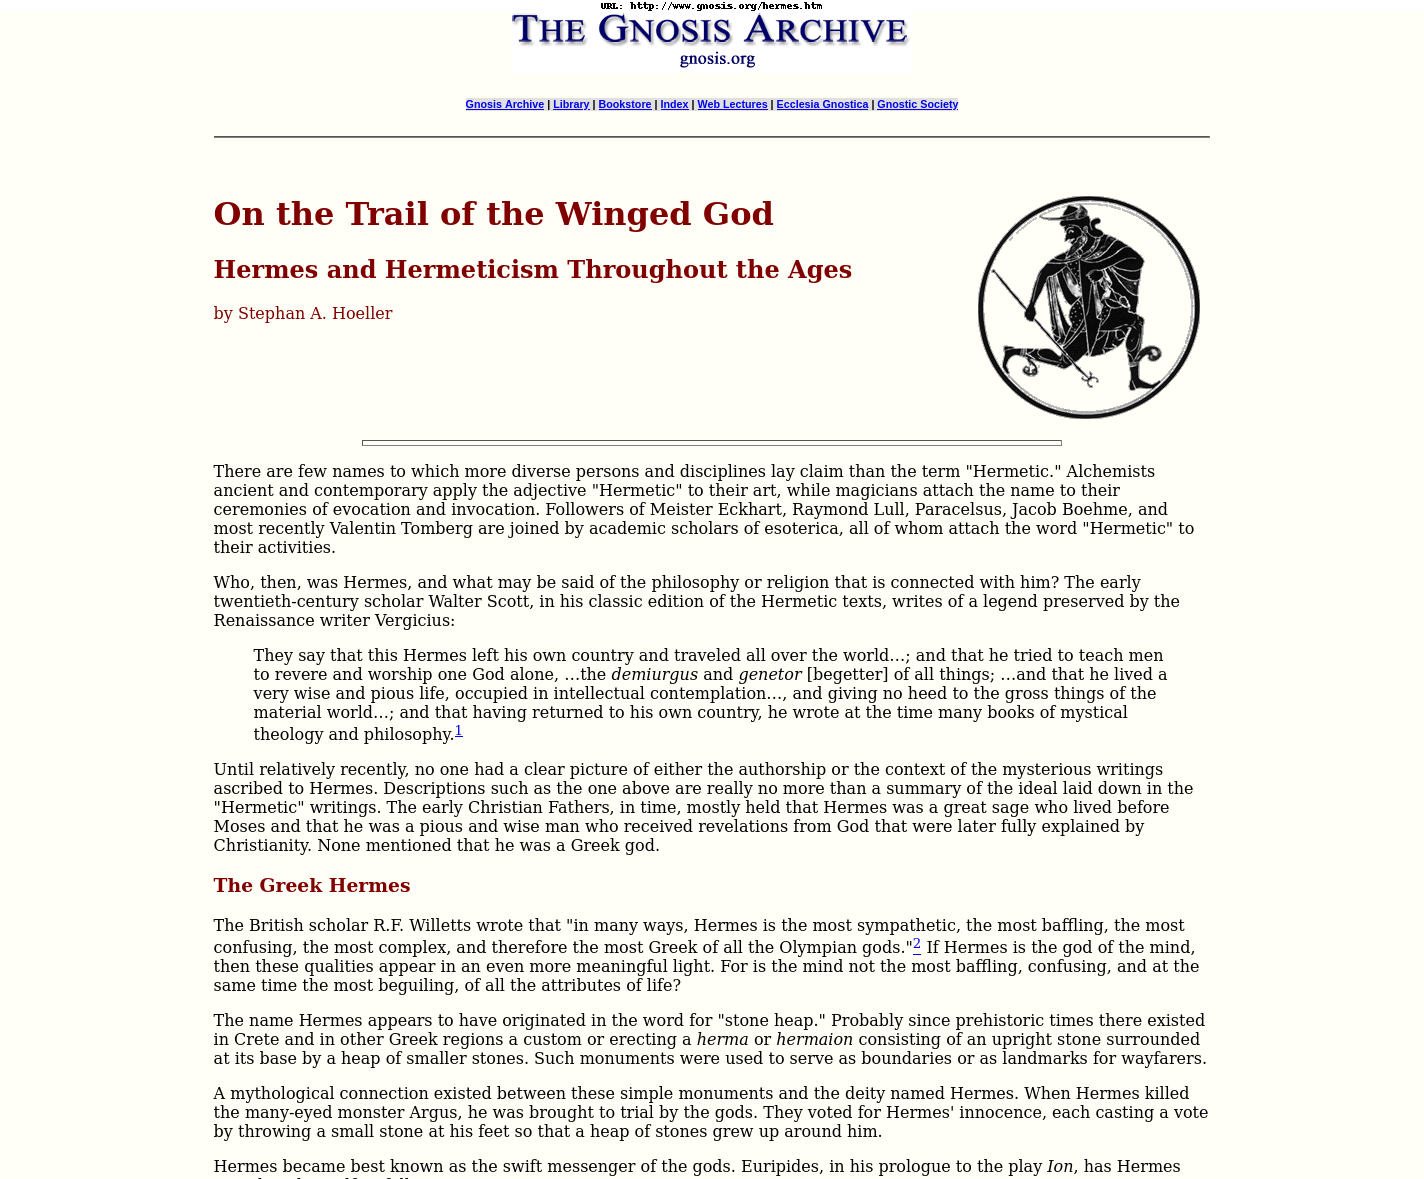 URL: http://www.gnosis.org/hermes.htm
THE GNOSIS ARCHIVE
gnosis.org
Gnosis Archive | Library | Bookstore | Index | Web Lectures | Ecclesia Gnostica | Gnostic Society
On the Trail of the Winged God
Hermes and Hermeticism Throughout the Ages
by Stephan A. Hoeller
There are few names to which more diverse persons and disciplines lay claim than the term "Hermetic." Alchemists
ancient and contemporary apply the adjective "Hermetic" to their art, while magicians attach the name to their
ceremonies of evocation and invocation. Followers of Meister Eckhart, Raymond Lull, Paracelsus, Jacob Boehme, and
most recently Valentin Tomberg are joined by academic scholars of esoterica, all of whom attach the word "Hermetic" to
their activities.
Who, then, was Hermes, and what may be said of the philosophy or religion that is connected with him? The early
twentieth-century scholar Walter Scott, in his classic edition of the Hermetic texts, writes of a legend preserved by the
Renaissance writer Vergicius:
They say that this Hermes left his own country and traveled all over the world…; and that he tried to teach men
to revere and worship one God alone, …the demiurgus and genetor [begetter] of all things; …and that he lived a
very wise and pious life, occupied in intellectual contemplation…, and giving no heed to the gross things of the
material world…; and that having returned to his own country, he wrote at the time many books of mystical
theology and philosophy.1
Until relatively recently, no one had a clear picture of either the authorship or the context of the mysterious writings
ascribed to Hermes. Descriptions such as the one above are really no more than a summary of the ideal laid down in the
"Hermetic" writings. The early Christian Fathers, in time, mostly held that Hermes was a great sage who lived before
Moses and that he was a pious and wise man who received revelations from God that were later fully explained by
Christianity. None mentioned that he was a Greek god.
The Greek Hermes
The British scholar R.F. Willetts wrote that "in many ways, Hermes is the most sympathetic, the most baffling, the most
confusing, the most complex, and therefore the most Greek of all the Olympian gods."2 If Hermes is the god of the mind,
then these qualities appear in an even more meaningful light. For is the mind not the most baffling, confusing, and at the
same time the most beguiling, of all the attributes of life?
The name Hermes appears to have originated in the word for "stone heap." Probably since prehistoric times there existed
in Crete and in other Greek regions a custom or erecting a herma or hermaion consisting of an upright stone surrounded
at its base by a heap of smaller stones. Such monuments were used to serve as boundaries or as landmarks for wayfarers.
A mythological connection existed between these simple monuments and the deity named Hermes. When Hermes killed
the many-eyed monster Argus, he was brought to trial by the gods. They voted for Hermes' innocence, each casting a vote
by throwing a small stone at his feet so that a heap of stones grew up around him.
Hermes became best known as the swift messenger of the gods. Euripides, in his prologue to the play Ion, has Hermes